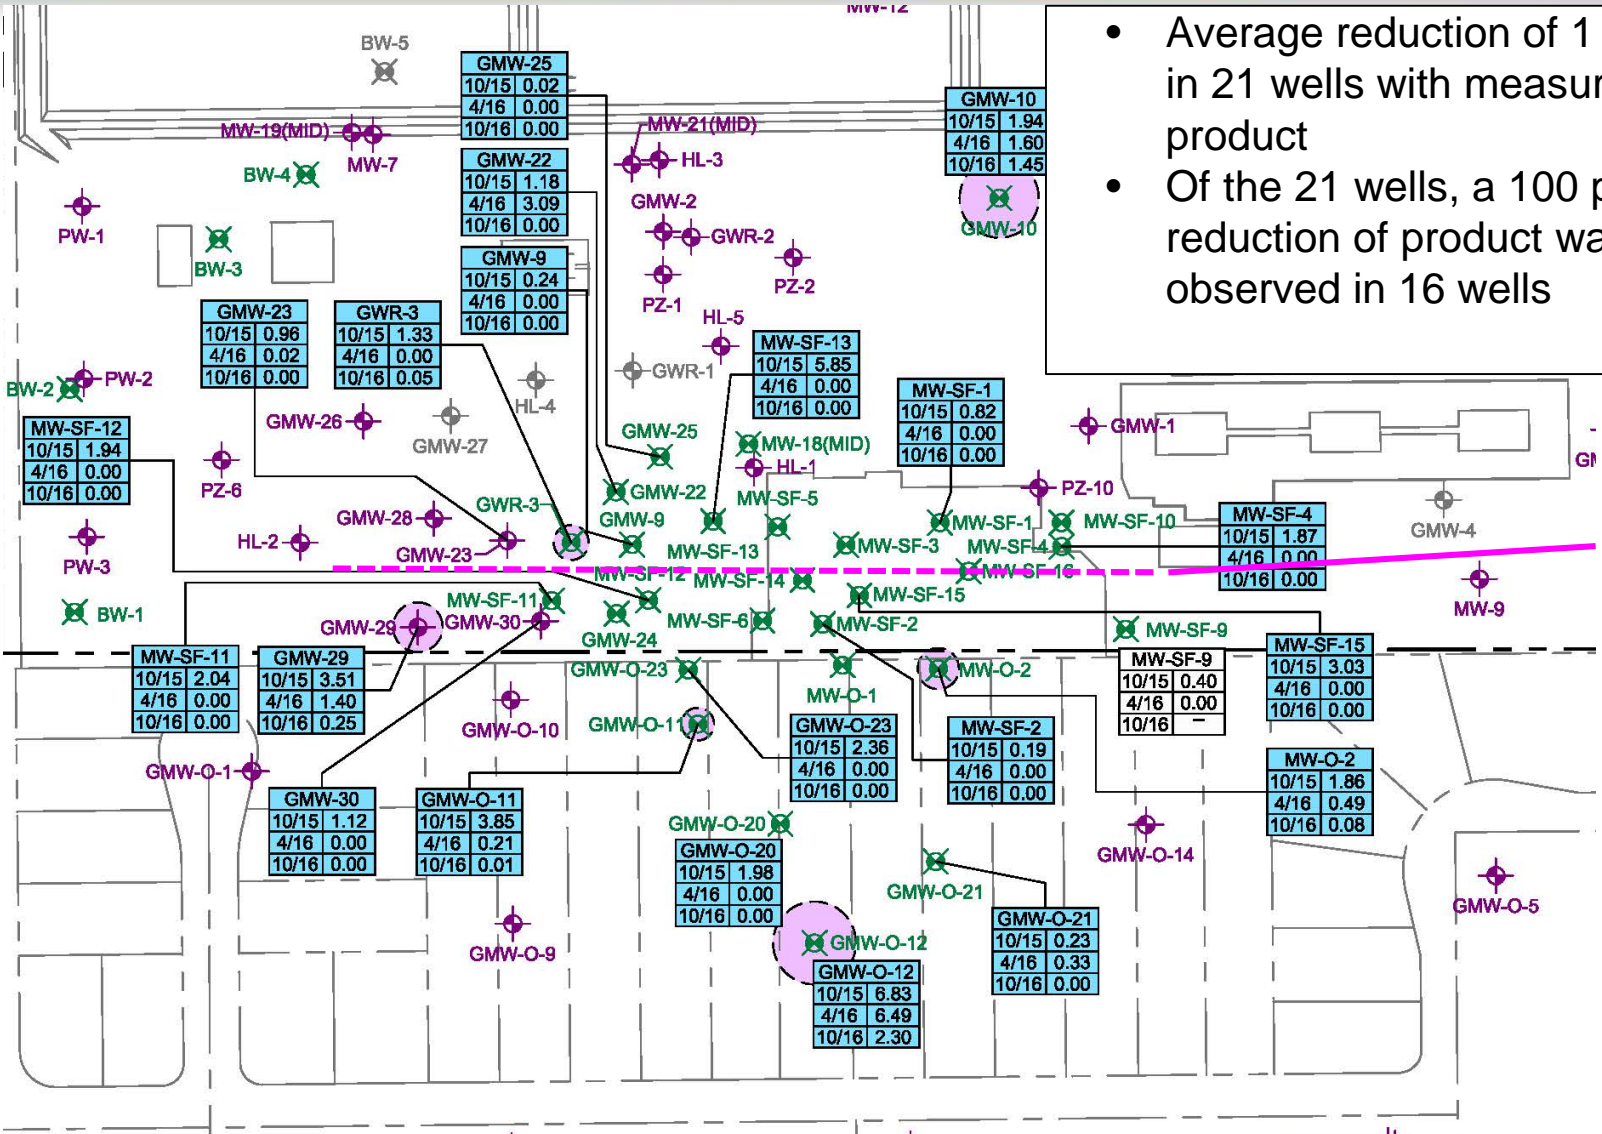 MW-12
• Average reduction of 1
in 21 wells with measur
product
• Of the 21 wells, a 100 p
reduction of product wa
observed in 16 wells
BW-5
GMW-25
10/15 0.02
4/16 0.00
10/16 0.00
GMW-10
10/15 1.94
4/16 1.60
10/16 1.45
GMW-10
MW-19(MID)
MW-7
MW-21(MID)
HL-3
BW-4
GMW-22
10/15 1.18
4/16 3.09
10/16 0.00
PW-1
BW-3
GMW-2
GWR-2
PZ-1
PZ-2
GMW-9
10/15 0.24
4/16 0.00
10/16 0.00
GMW-23
10/15 0.96
4/16 0.02
10/16 0.00
GWR-3
10/15 1.33
4/16 0.00
10/16 0.05
HL-5
MW-SF-13
10/15 5.85
4/16 0.00
10/16 0.00
BW-2
PW-2
GWR-1
HL-4
MW-SF-1
10/15 0.82
4/16 0.00
10/16 0.00
MW-SF-12
10/15 1.94
4/16 0.00
10/16 0.00
GMW-26
GMW-27
GMW-25
MW-18(MID)
HL-1
GMW-1
GM
PZ-6
GWR-3
GMW-22
MW-SF-5
PZ-10
GMW-4
MW-SF-4
10/15 1.87
4/16 0.00
10/16 0.00
GMW-28
GMW-9
MW-SF-1
MW-SF-10
HL-2
GMW-23
MW-SF-13
MW-SF-3
MW-SF-4
PW-3
MW-SF-12
MW-SF-14
MW-SF-16
MW-9
BW-1
MW-SF-11
MW-SF-15
GMW-29
GMW-30
GMW-24
MW-SF-6
MW-SF-2
MW-SF-9
MW-SF-11
10/15 2.04
4/16 0.00
10/16 0.00
GMW-29
10/15 3.51
4/16 1.40
10/16 0.25
GMW-O-23
MW-O-1
MW-O-2
MW-SF-9
10/15 0.40
4/16 0.00
10/16 –
MW-SF-15
10/15 3.03
4/16 0.00
10/16 0.00
GMW-O-10
GMW-O-11
GMW-O-23
10/15 2.36
4/16 0.00
10/16 0.00
MW-SF-2
10/15 0.19
4/16 0.00
10/16 0.00
MW-O-2
10/15 1.86
4/16 0.49
10/16 0.08
GMW-O-1
GMW-30
10/15 1.12
4/16 0.00
10/16 0.00
GMW-O-11
10/15 3.85
4/16 0.21
10/16 0.01
GMW-O-20
GMW-O-20
10/15 1.98
4/16 0.00
10/16 0.00
GMW-O-14
GMW-O-21
GMW-O-5
GMW-O-9
GMW-O-12
GMW-O-21
10/15 0.23
4/16 0.33
10/16 0.00
GMW-O-12
10/15 6.83
4/16 6.49
10/16 2.30